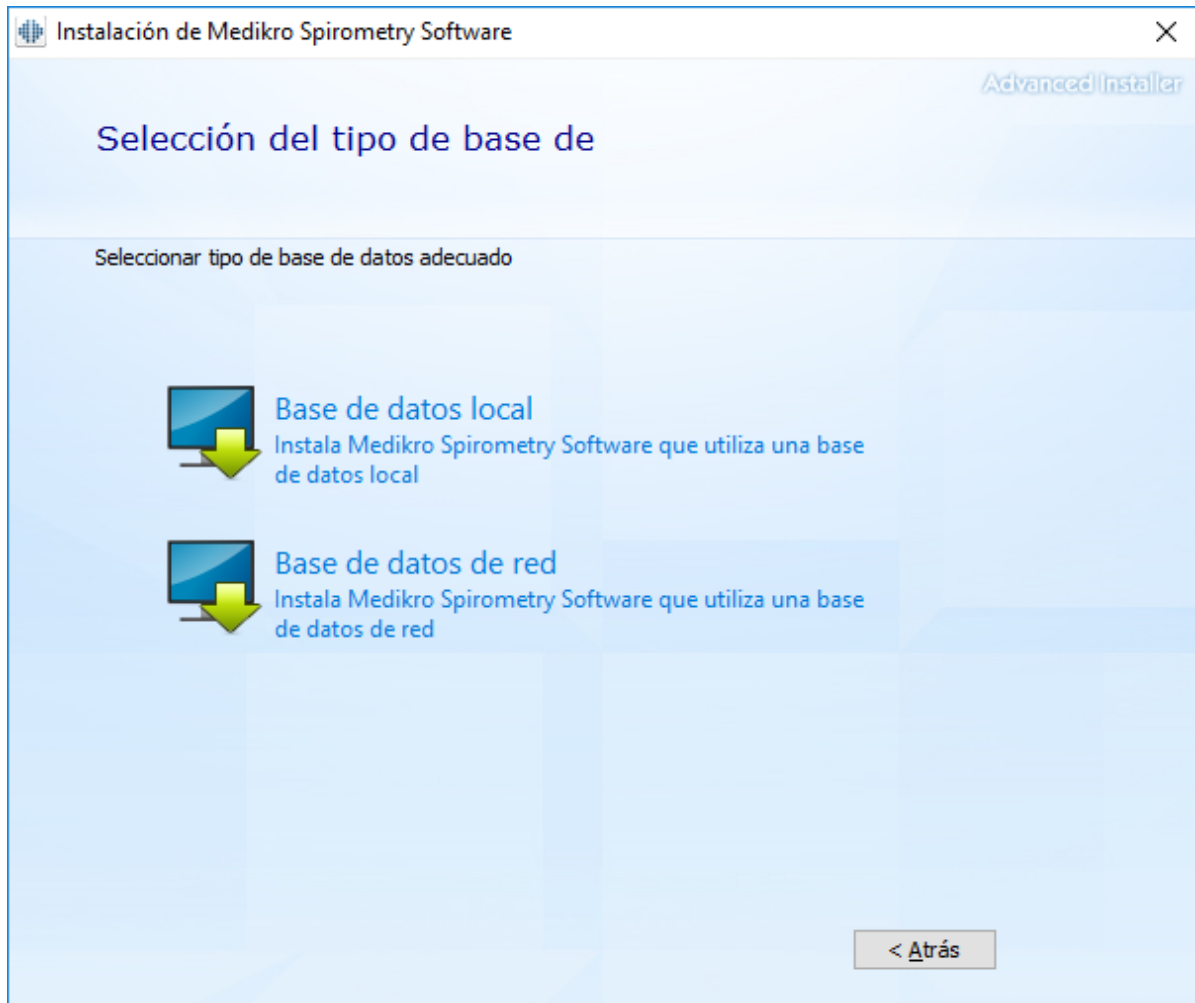 Instalación de Medikro Spirometry Software
Advanced Installer
Selección del tipo de base de
Seleccionar tipo de base de datos adecuado
Base de datos local
Instala Medikro Spirometry Software que utiliza una base
de datos local
Base de datos de red
Instala Medikro Spirometry Software que utiliza una base
de datos de red
< Atrás